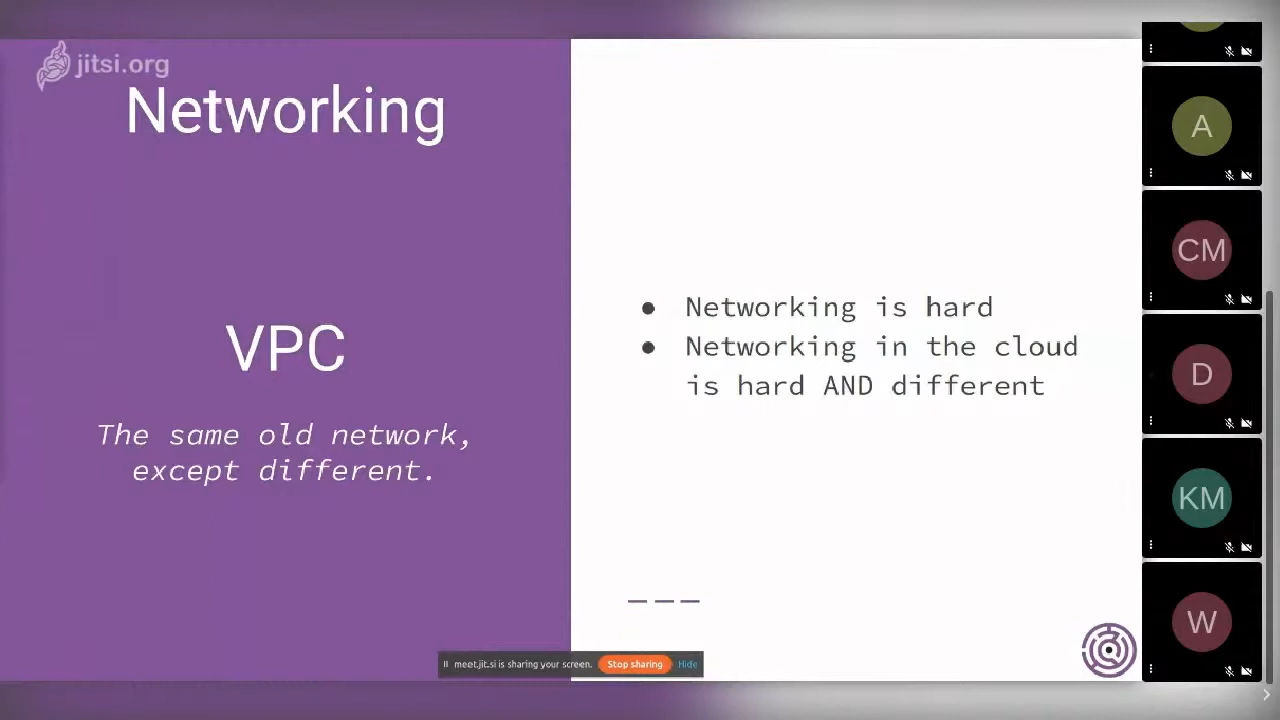 jitsi.org
Networking
VPC
The same old network,
except different.
● Networking is hard
● Networking in the cloud
is hard AND different
meet.jit.si is sharing your screen. Stop sharing Hide
A
CM
D
KM
W